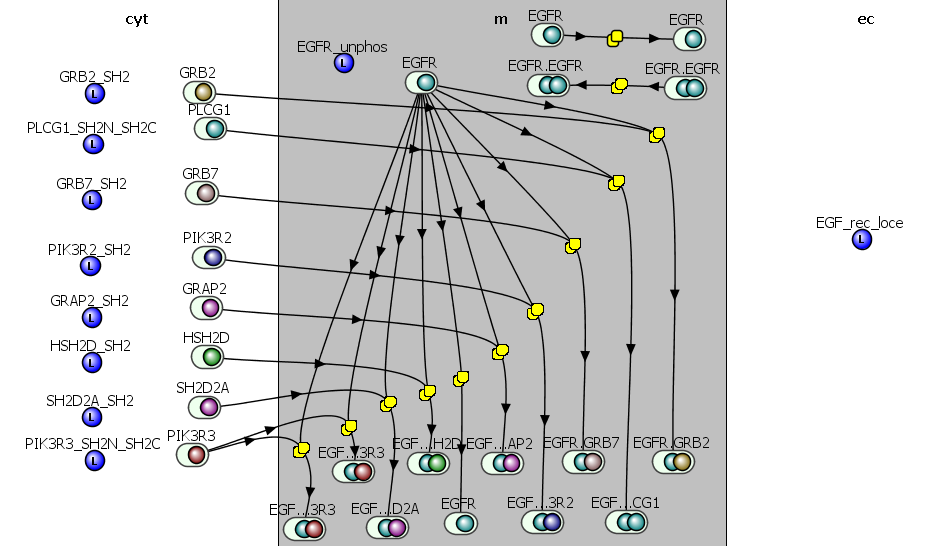 cyt
m
ec
EGFR
EGFR
EGFR_unphos
EGFR
EGFR.EGFR
EGFR.EGFR
GRB2_SH2
L
GRB2
L
PLCG1_SH2N_SH2C
L
PLCG1
GRB7_SH2
L
GRB7
EGF_rec_loce
L
PIK3R2_SH2
L
PIK3R2
GRAP2_SH2
L
GRAP2
HSH2D_SH2
L
HSH2D
SH2D2A_SH2
L
SH2D2A
PIK3R3_SH2N_SH2C
L
PIK3R3
EGF...3R3
EGF...H2D
EGF...AP2
EGFR.GRB7
EGFR.GRB2
EGF...3R3
EGF...D2A
EGFR
EGF...3R2
EGF...CG1